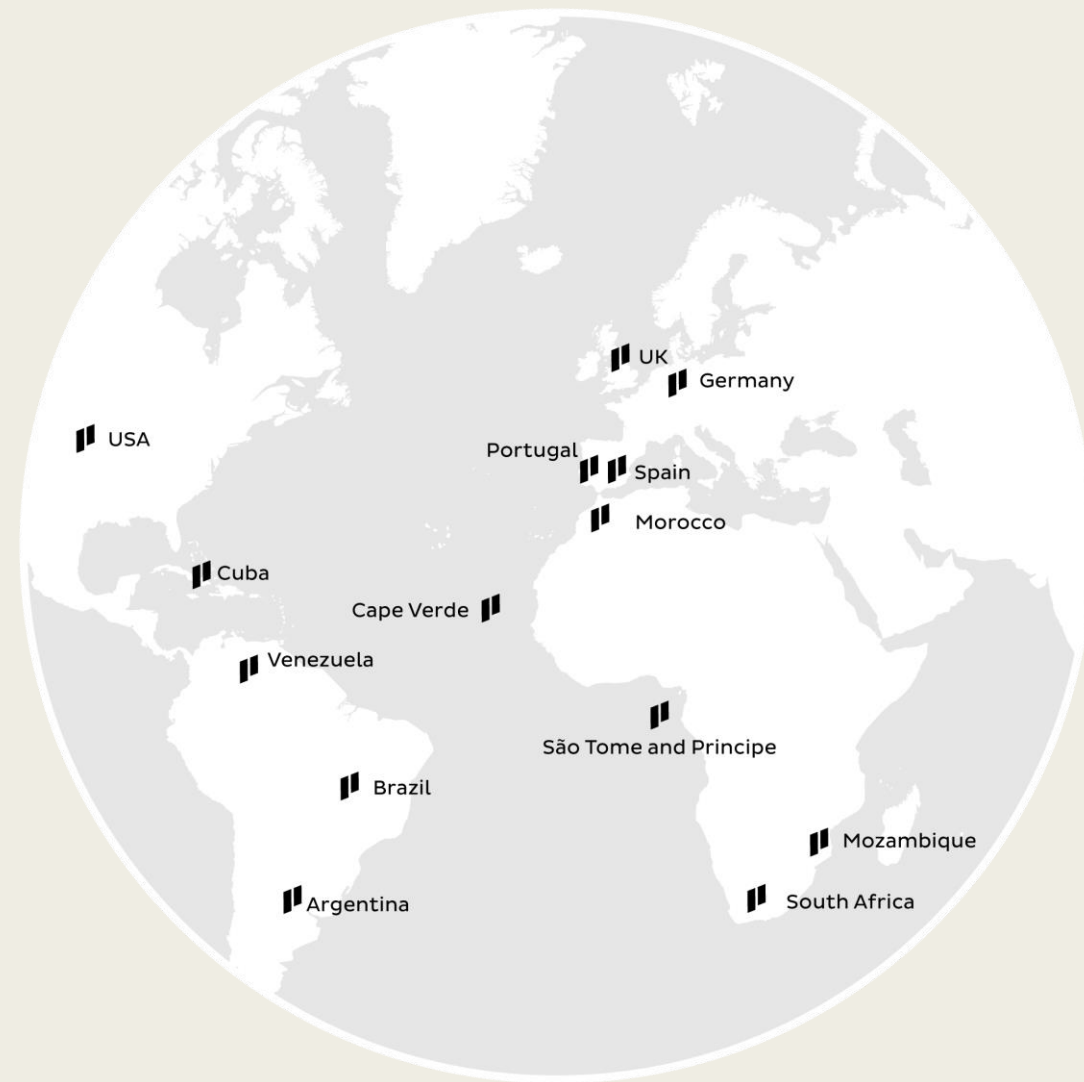 UK
Germany
USA
Portugal
Spain
Morocco
Cuba
Cape Verde
Venezuela
São Tome and Principe
Brazil
Mozambique
South Africa
Argentina